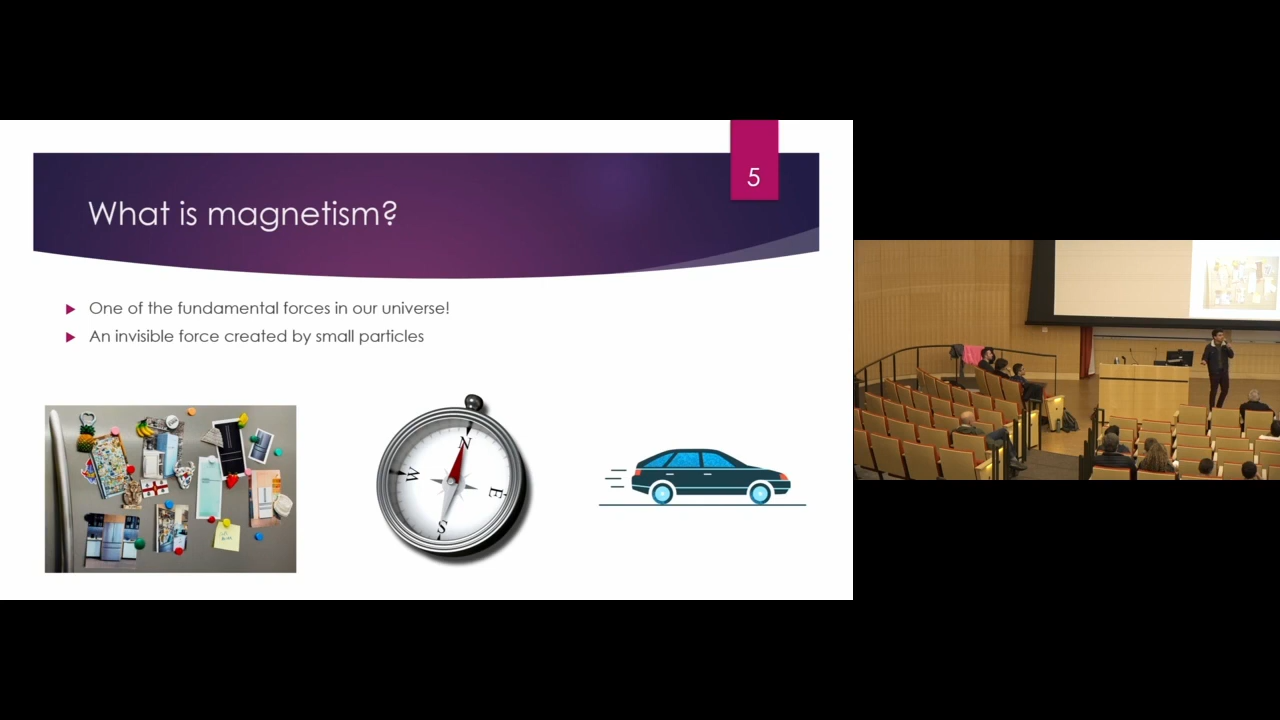 5
What is magnetism?
One of the fundamental forces in our universe!
An invisible force created by small particles
N
W
E
S